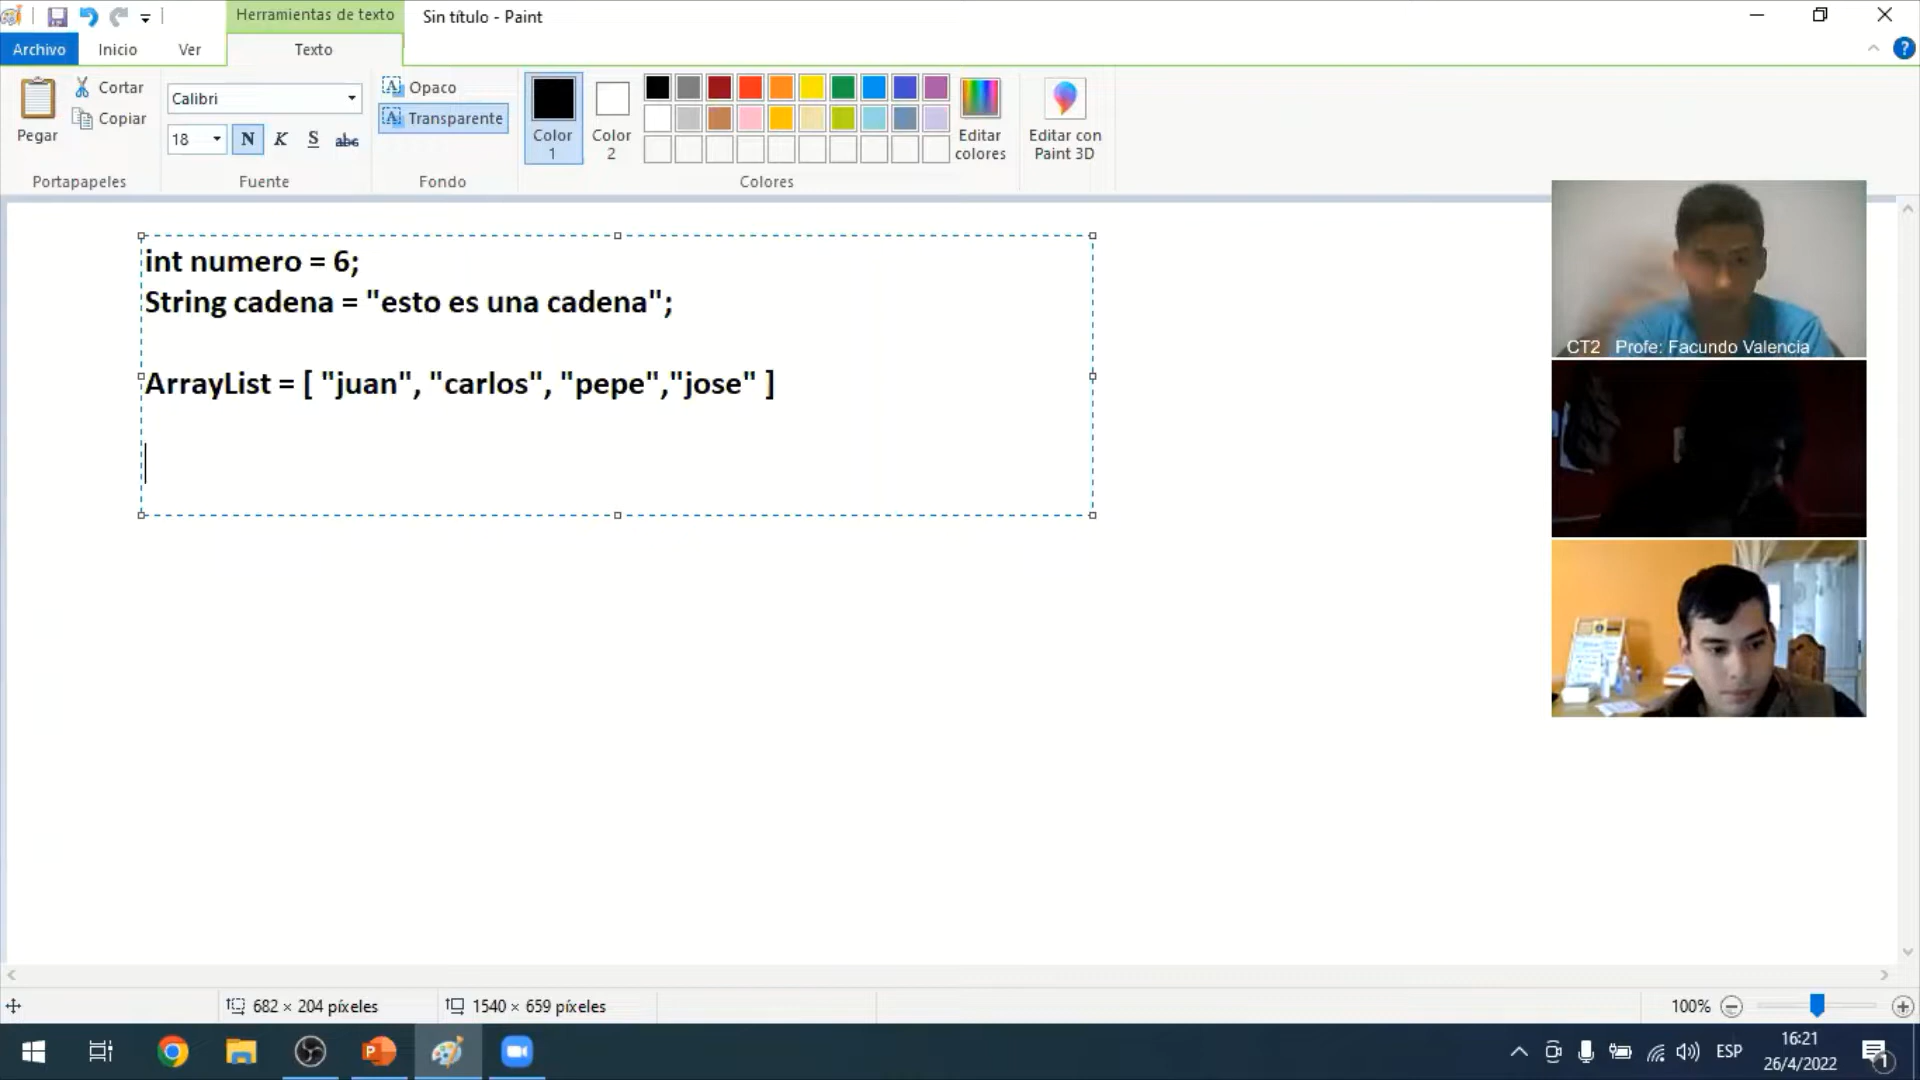 Herramientas de texto
Sin título - Paint
Archivo
Inicio
Ver
Texto
Pegar
Cortar
Copiar
Portapapeles
Calibri
18
N K S abc
Fuente
Opaco
Transparente
Fondo
Color 1
Color 2
Editar colores
Editar con Paint 3D
Colores
int numero = 6;
String cadena = "esto es una cadena";
ArrayList = [ "juan", "carlos", "pepe","jose" ]
CT2 Profe: Facundo Valencia
682 × 204 píxeles
1540 × 659 píxeles
100%
ESP
16:21
26/4/2022
1